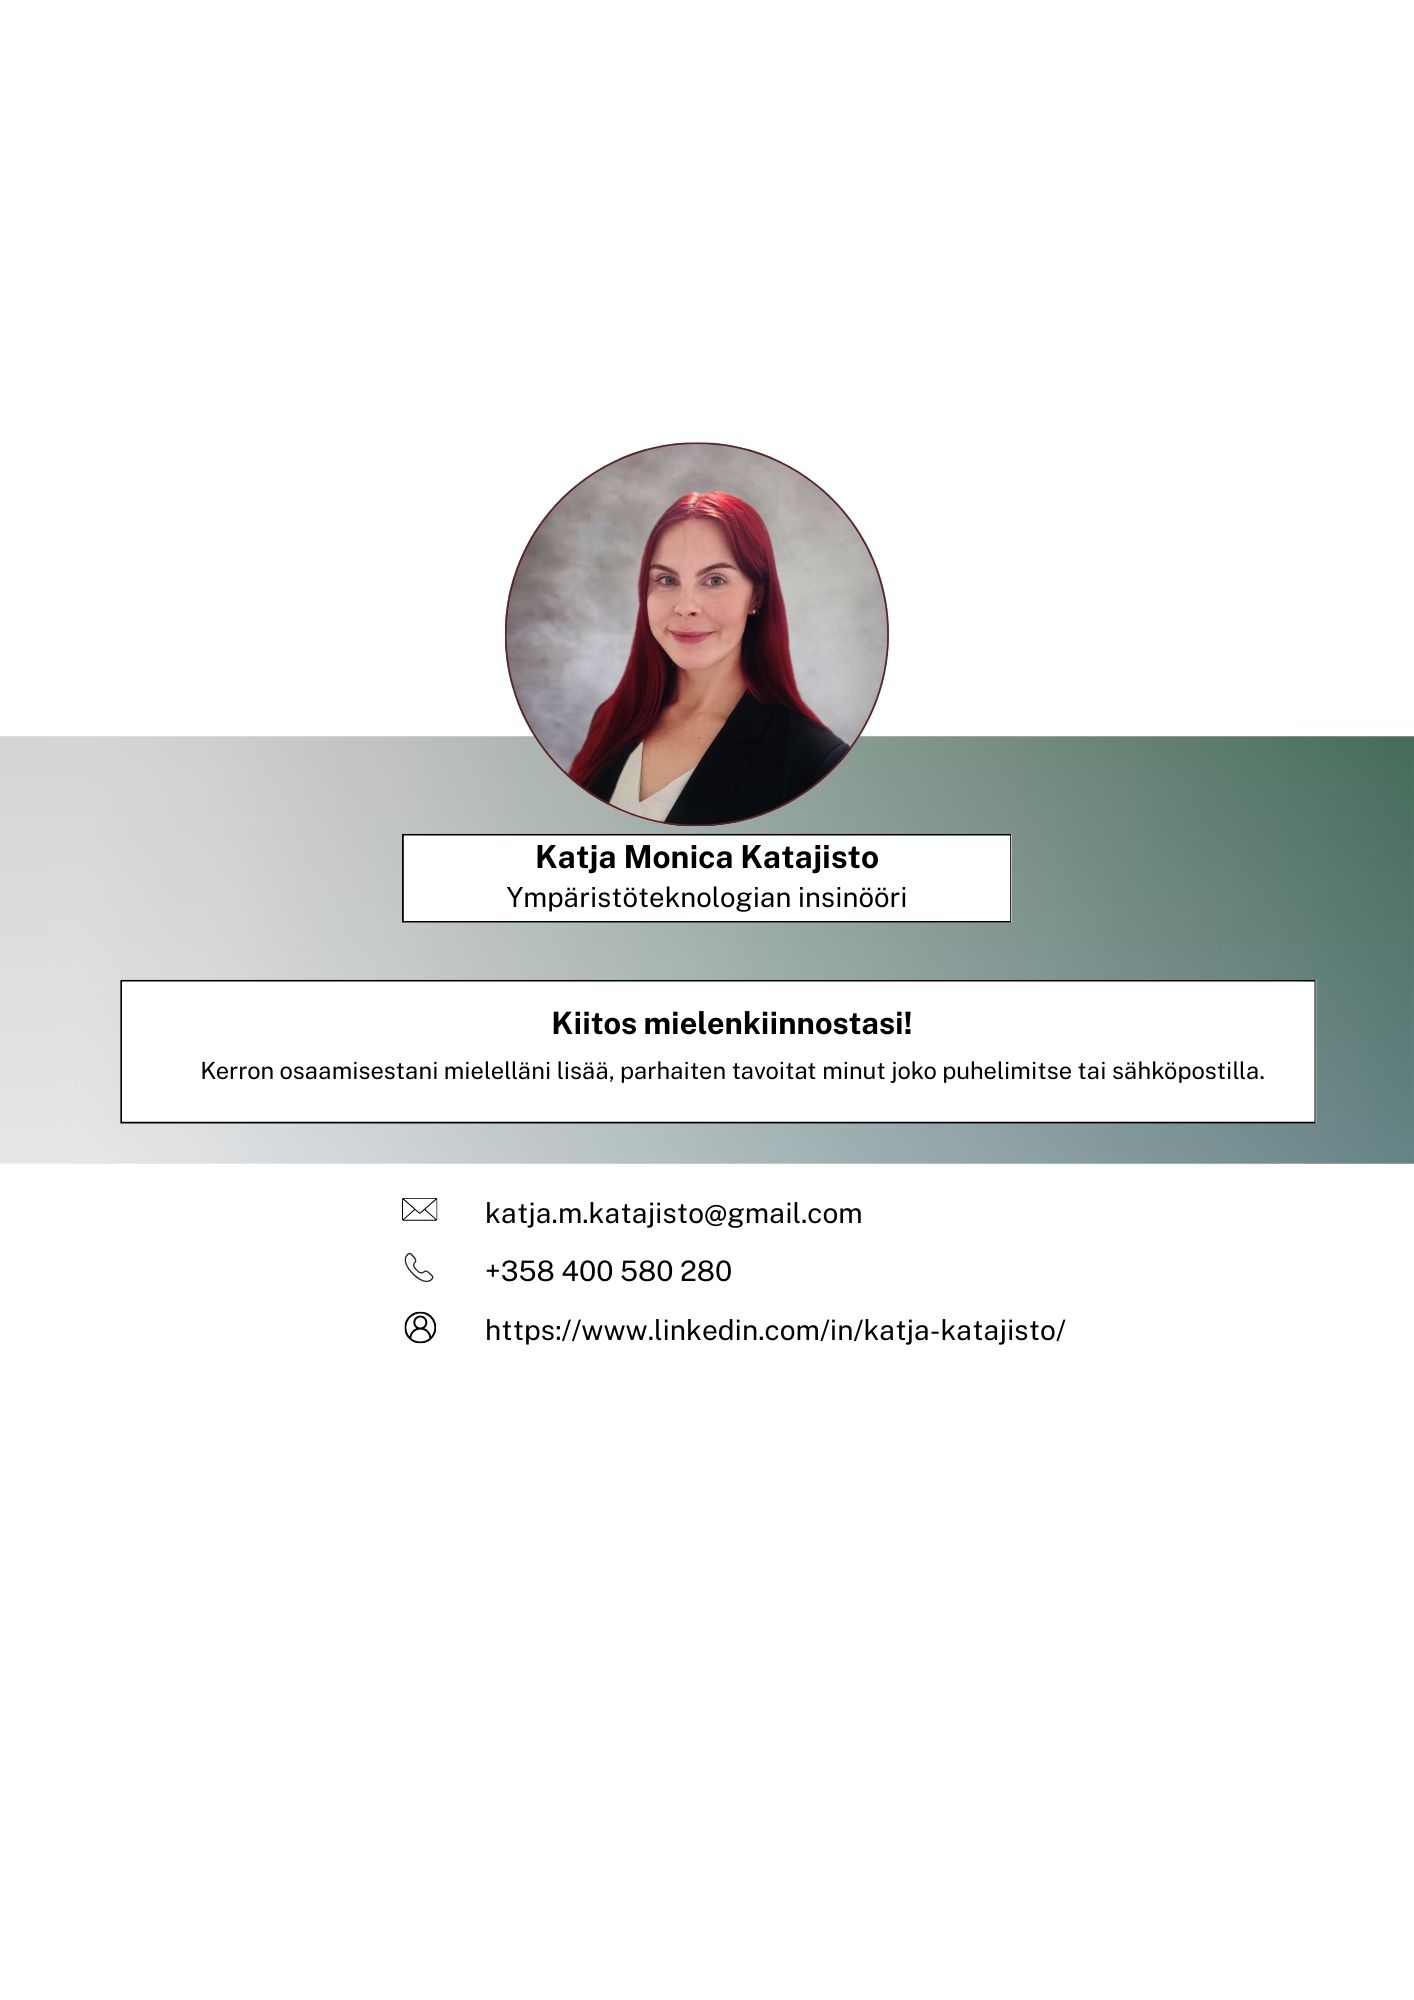 Katja Monica Katajisto
Ympäristöteknologian insinööri
Kiitos mielenkiinnostasi!
Kerron osaamisestani mielelläni lisää, parhaiten tavoitat minut joko puhelimitse tai sähköpostilla.
katja.m.katajisto@gmail.com
+358 400 580 280
https://www.linkedin.com/in/katja-katajisto/